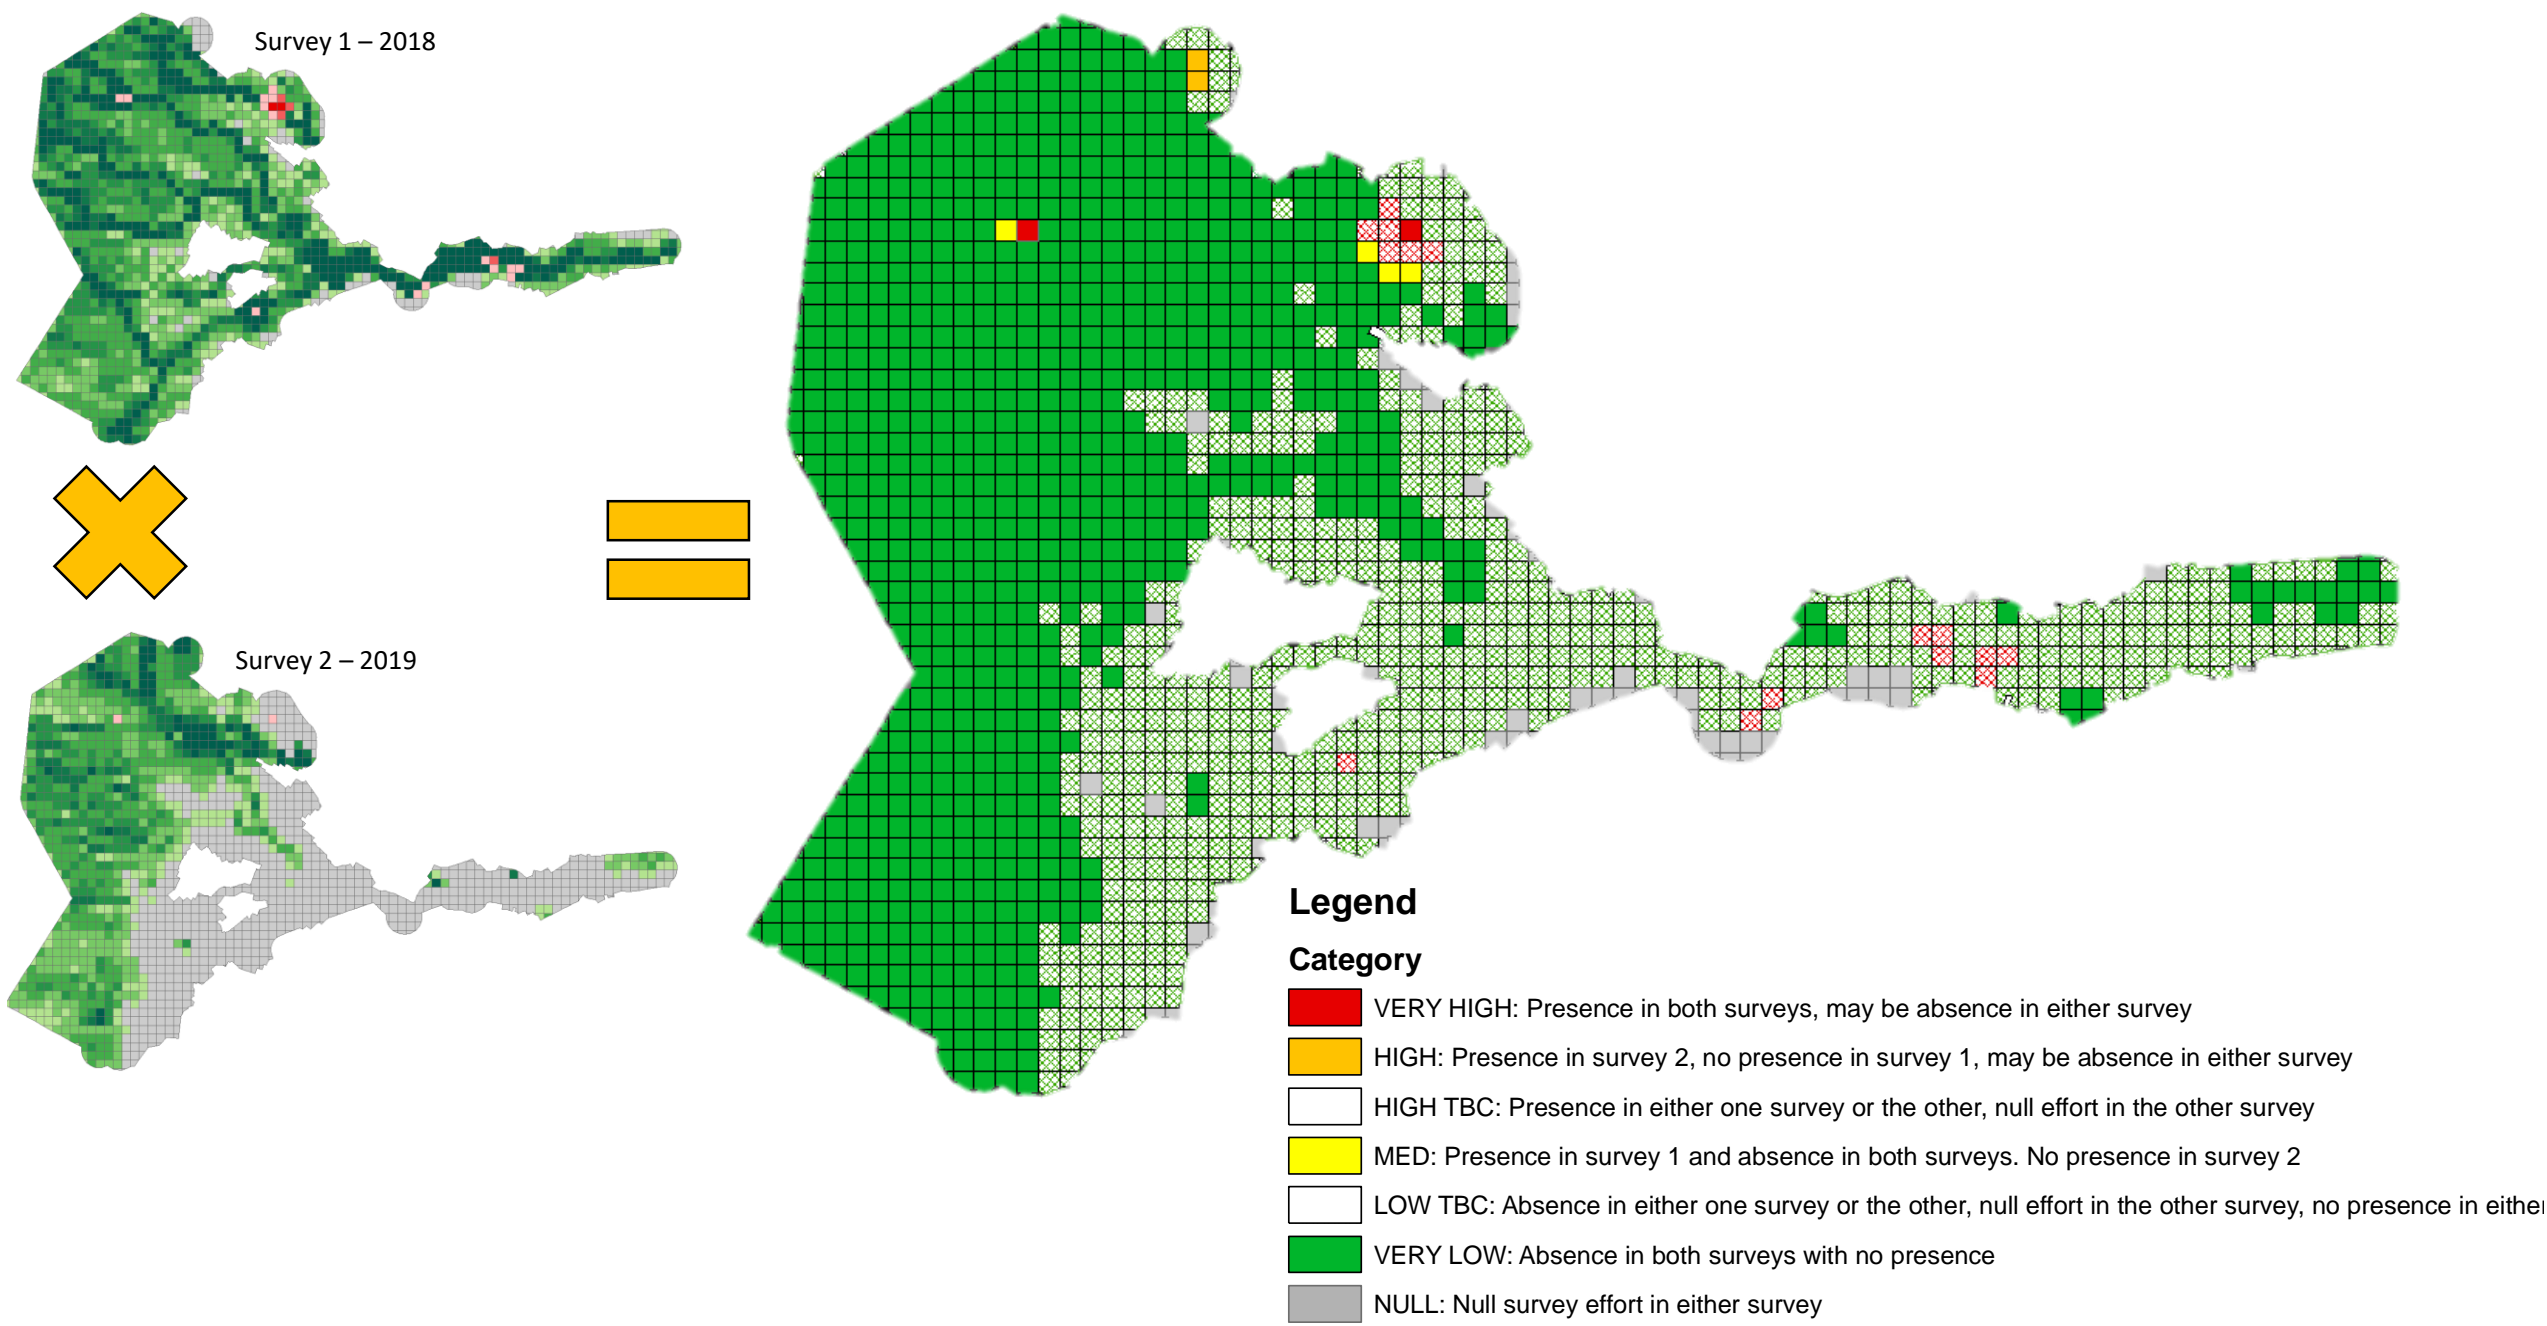 Survey 1 – 2018
Survey 2 – 2019
Legend
Category
VERY HIGH: Presence in both surveys, may be absence in either survey
HIGH: Presence in survey 2, no presence in survey 1, may be absence in either survey
HIGH TBC: Presence in either one survey or the other, null effort in the other survey
MED: Presence in survey 1 and absence in both surveys. No presence in survey 2
LOW TBC: Absence in either one survey or the other, null effort in the other survey, no presence in either
VERY LOW: Absence in both surveys with no presence
NULL: Null survey effort in either survey